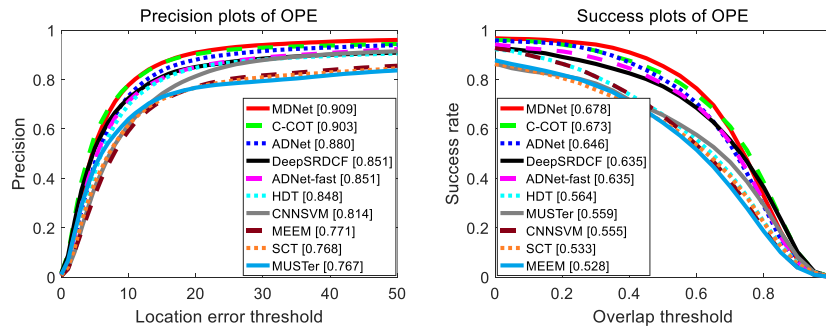 Precision plots of OPE
1
0.8
0.6
0.4
0.2
0
Precision
0 10 20 30 40 50
Location error threshold
MDNet [0.909]
C-COT [0.903]
ADNet [0.880]
DeepSRDCF [0.851]
ADNet-fast [0.851]
HDT [0.848]
CNNSVM [0.814]
MEEM [0.771]
SCT [0.768]
MUSTer [0.767]
Success plots of OPE
1
0.8
0.6
0.4
0.2
0
Success rate
0 0.2 0.4 0.6 0.8
Overlap threshold
MDNet [0.678]
C-COT [0.673]
ADNet [0.646]
DeepSRDCF [0.635]
ADNet-fast [0.635]
HDT [0.564]
MUSTer [0.559]
CNNSVM [0.555]
SCT [0.533]
MEEM [0.528]